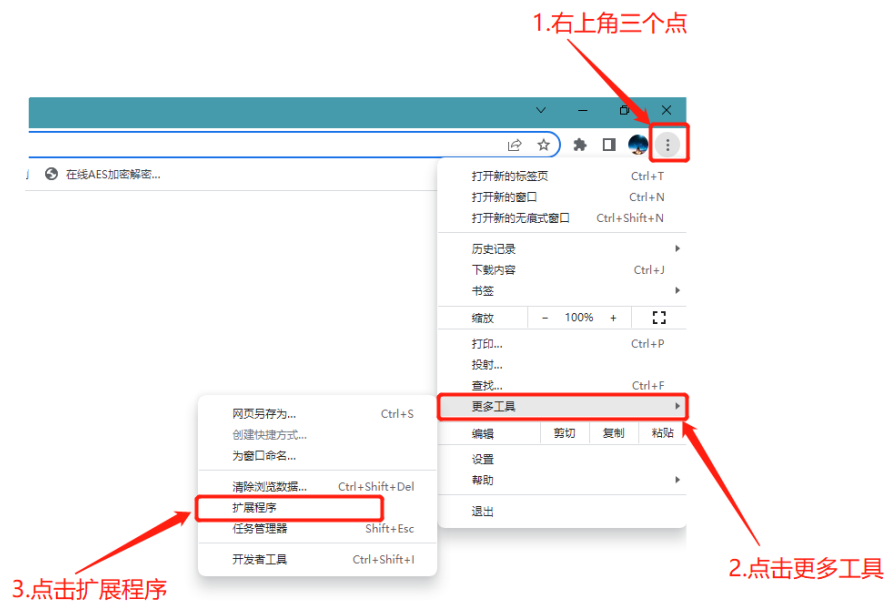 1.右上角三个点
在线AES加密解密...
打开新的标签页 Ctrl+T
打开新的窗口 Ctrl+N
打开新的无痕式窗口 Ctrl+Shift+N
历史记录
下载内容 Ctrl+J
书签
缩放 - 100% +
打印... Ctrl+P
投射...
查找... Ctrl+F
更多工具
编辑 剪切 复制 粘贴
设置
帮助
退出
网页另存为... Ctrl+S
创建快捷方式...
为窗口命名...
清除浏览数据... Ctrl+Shift+Del
扩展程序
任务管理器 Shift+Esc
开发者工具 Ctrl+Shift+I
2.点击更多工具
3.点击扩展程序